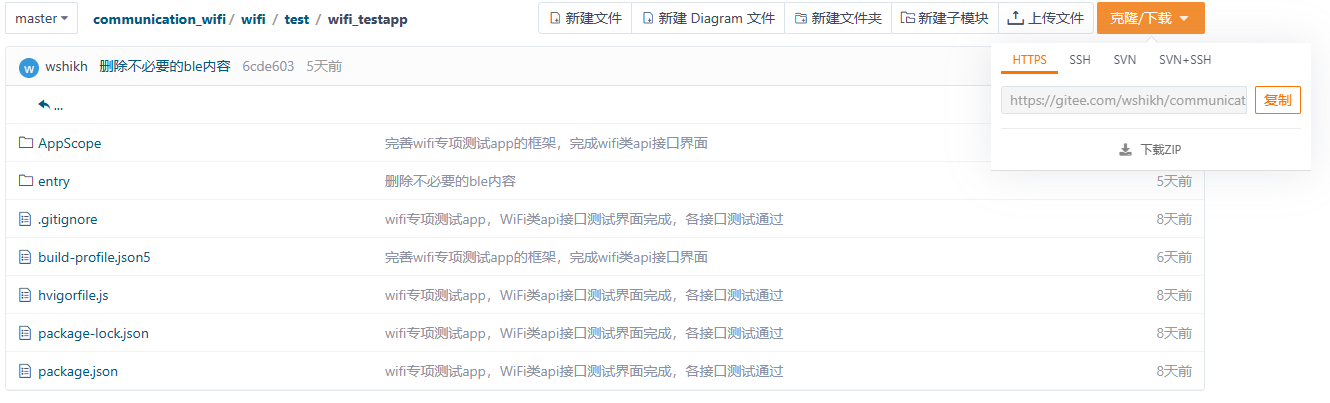 master communication_wifi / wifi / test / wifi_testapp 新建文件 新建 Diagram 文件 新建文件夹 新建子模块 上传文件 克隆/下载
w wshikh 删除不必要的ble内容 6cde603 5天前
HTTPS SSH SVN SVN+SSH
https://gitee.com/wshikh/communicat 复制
下载ZIP
...
AppScope 完善wifi专项测试app的框架，完成wifi类api接口界面
entry 删除不必要的ble内容 5天前
.gitignore wifi专项测试app，WiFi类api接口测试界面完成，各接口测试通过 8天前
build-profile.json5 完善wifi专项测试app的框架，完成wifi类api接口界面 6天前
hvigorfile.js wifi专项测试app，WiFi类api接口测试界面完成，各接口测试通过 8天前
package-lock.json wifi专项测试app，WiFi类api接口测试界面完成，各接口测试通过 8天前
package.json wifi专项测试app，WiFi类api接口测试界面完成，各接口测试通过 8天前